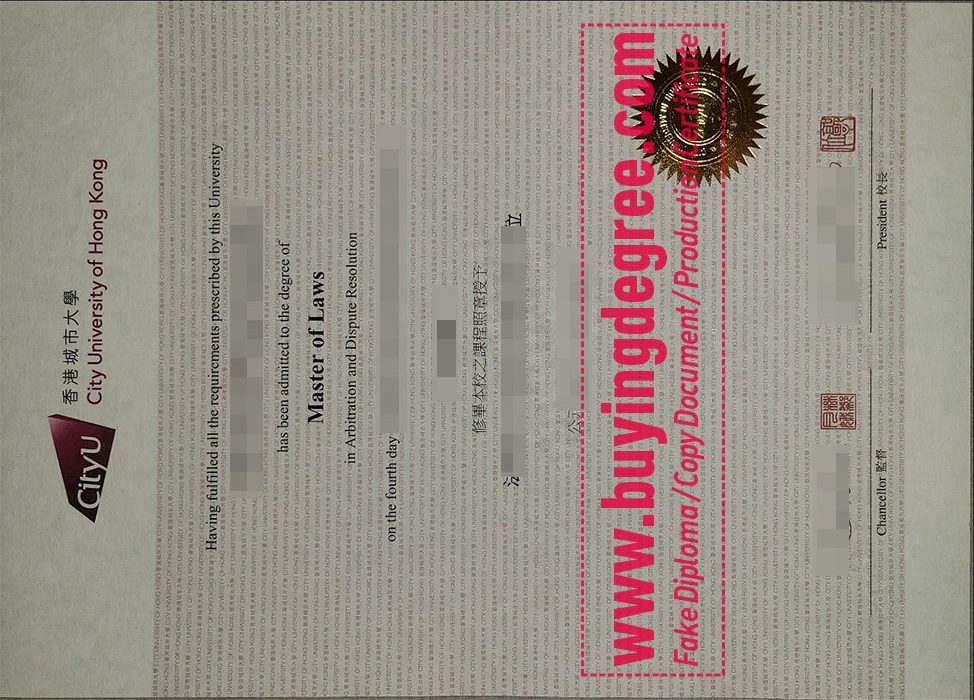 CityU
香港城市大學
City University of Hong Kong
Having fulfilled all the requirements prescribed by this University
has been admitted to the degree of
Master of Laws
in Arbitration and Dispute Resolution
on the fourth day
修畢本校之課程照章授予
立
公
www.buyingdegree.com
Fake Diploma/Copy Document/Production Certificate
Chancellor 監督
President 校長